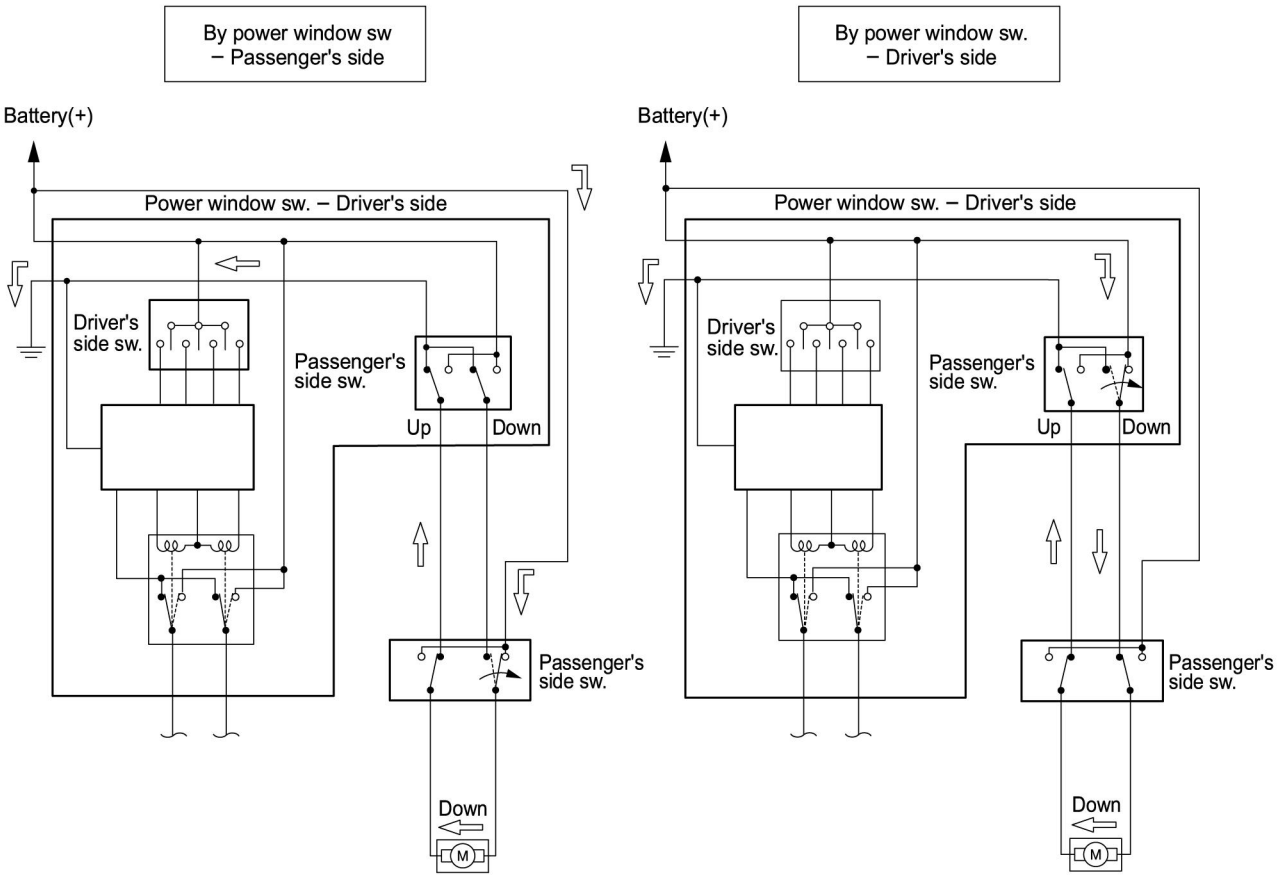 By power window sw
– Passenger's side
Battery(+)
Power window sw. – Driver's side
Driver's
side sw.
Passenger's
side sw.
Up
Down
Passenger's
side sw.
Down
M
By power window sw.
– Driver's side
Battery(+)
Power window sw. – Driver's side
Driver's
side sw.
Passenger's
side sw.
Up
Down
Passenger's
side sw.
Down
M